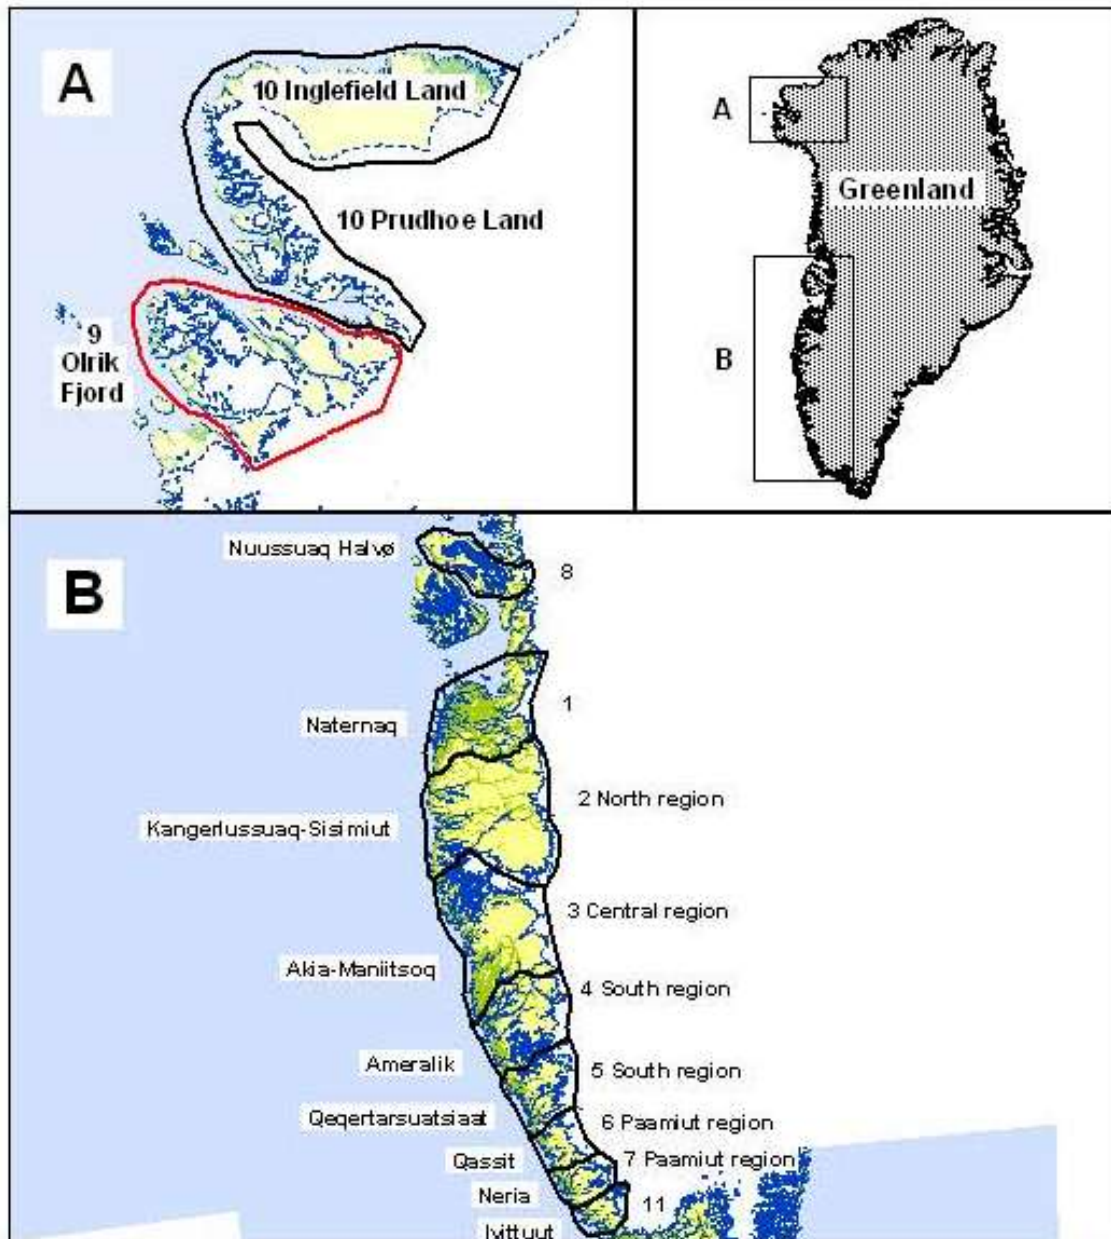 A
10 Inglefield Land
10 Prudhoe Land
9
Olrik
Fjord
A
Greenland
B
B
Nuussuaq Halvø
8
1
Naternaq
2 North region
Kangerlussuaq-Sisimiut
3 Central region
Akia-Maniitsoq
4 South region
Ameralik
5 South region
Qeqertarsuatsiaat
6 Paamiut region
Qassit
7 Paamiut region
Neria
11
Ivittuut